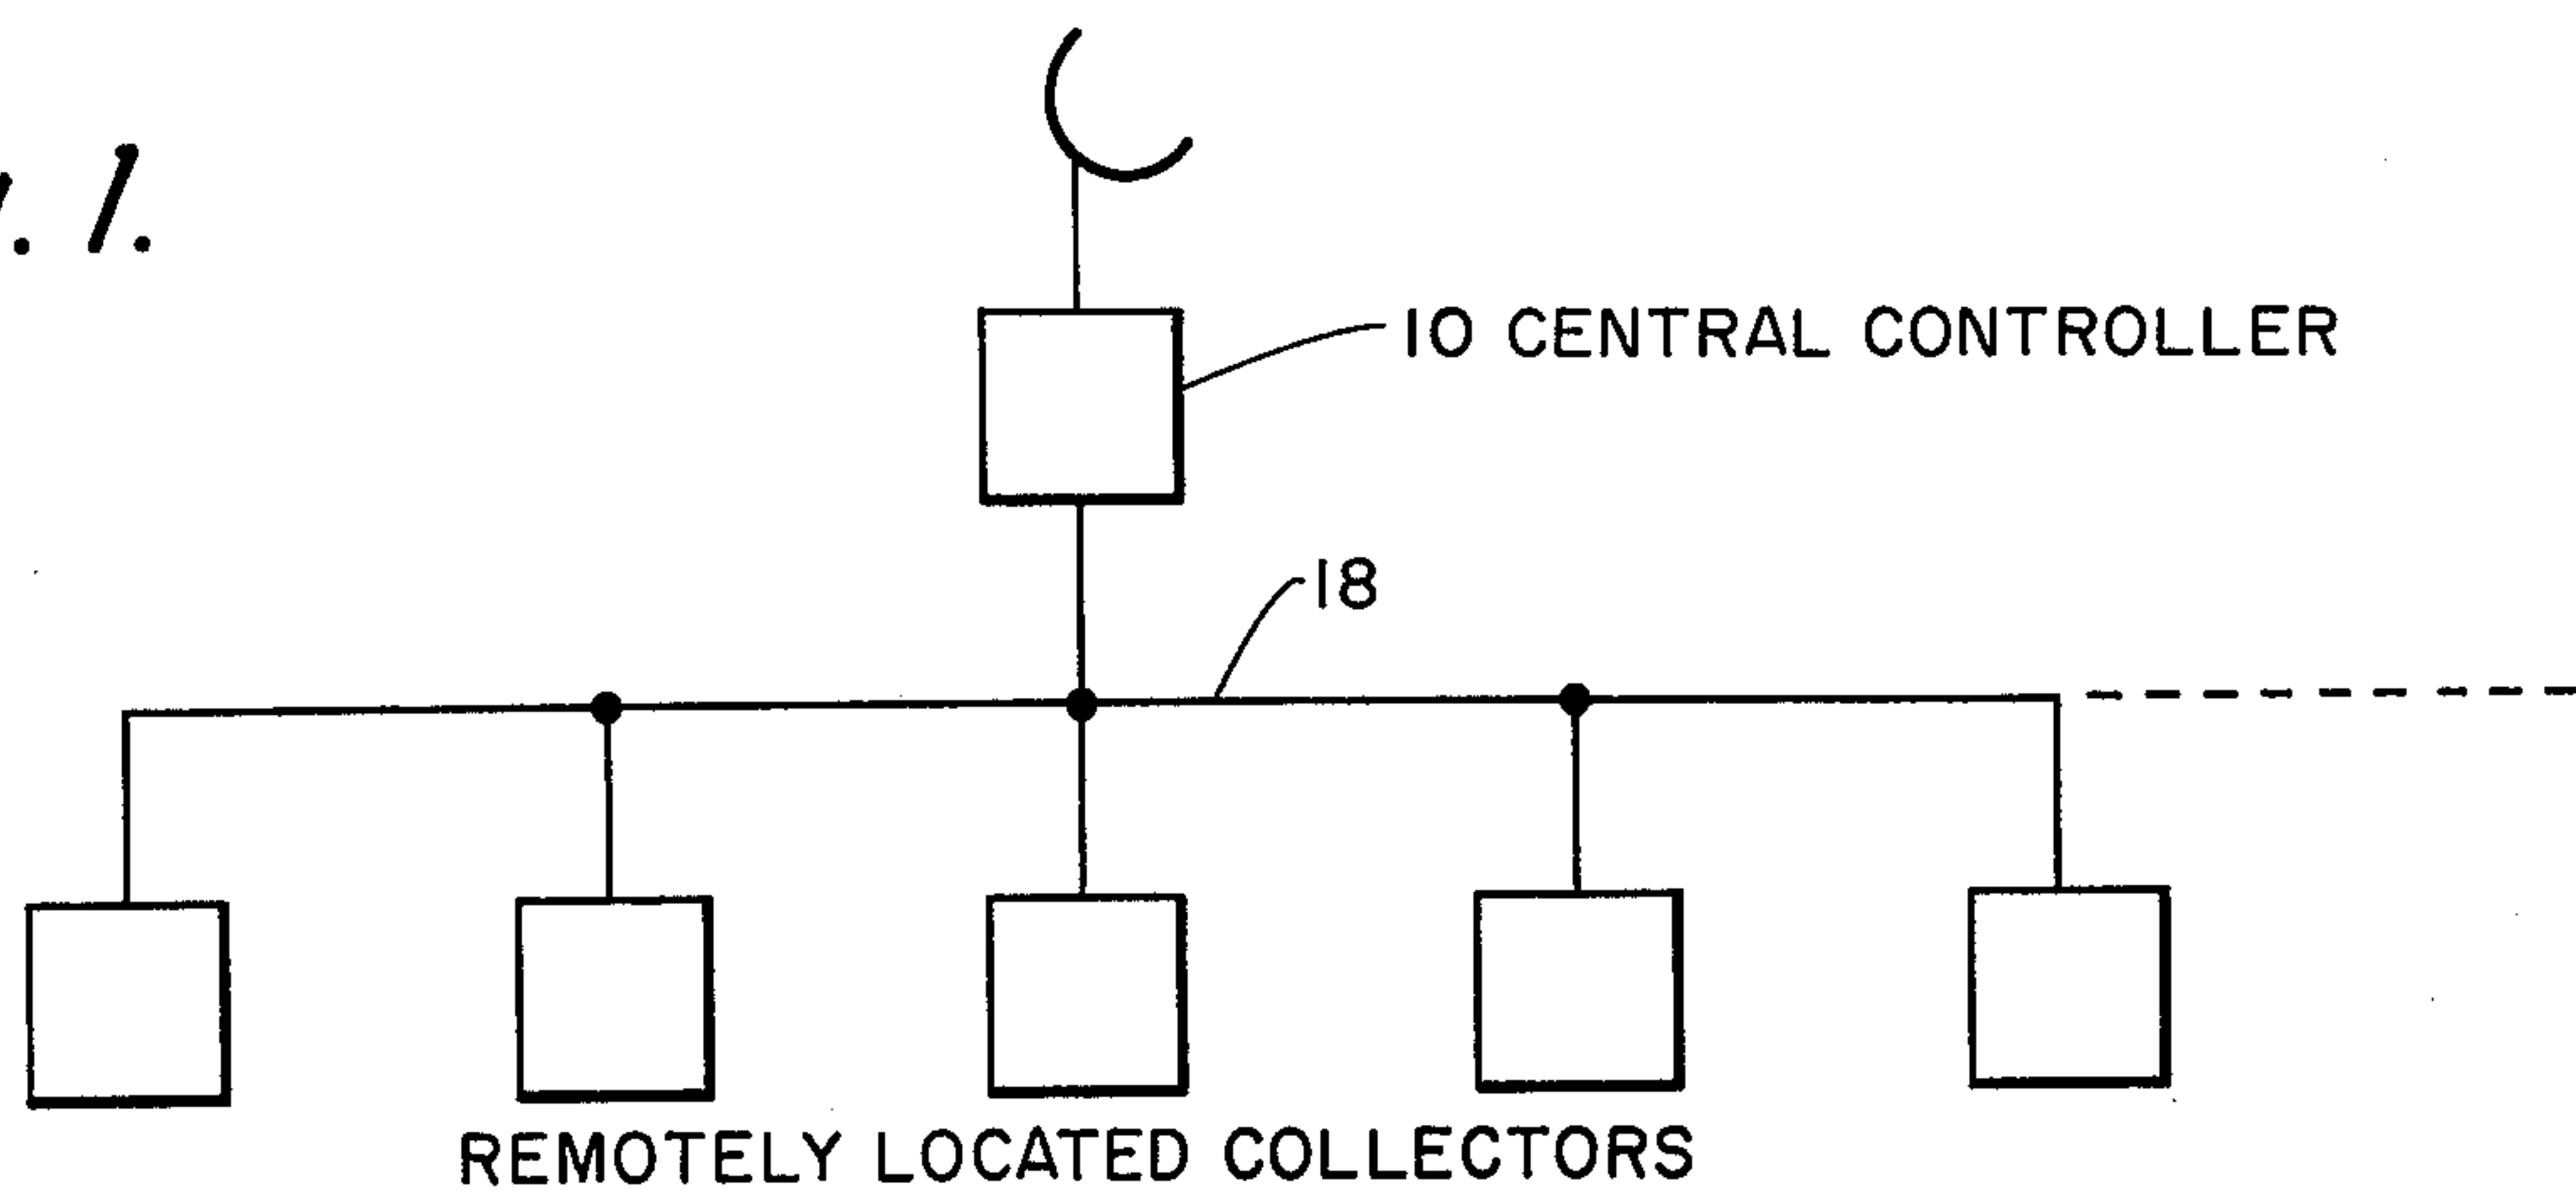 . 1.
10 CENTRAL CONTROLLER
18
REMOTELY LOCATED COLLECTORS